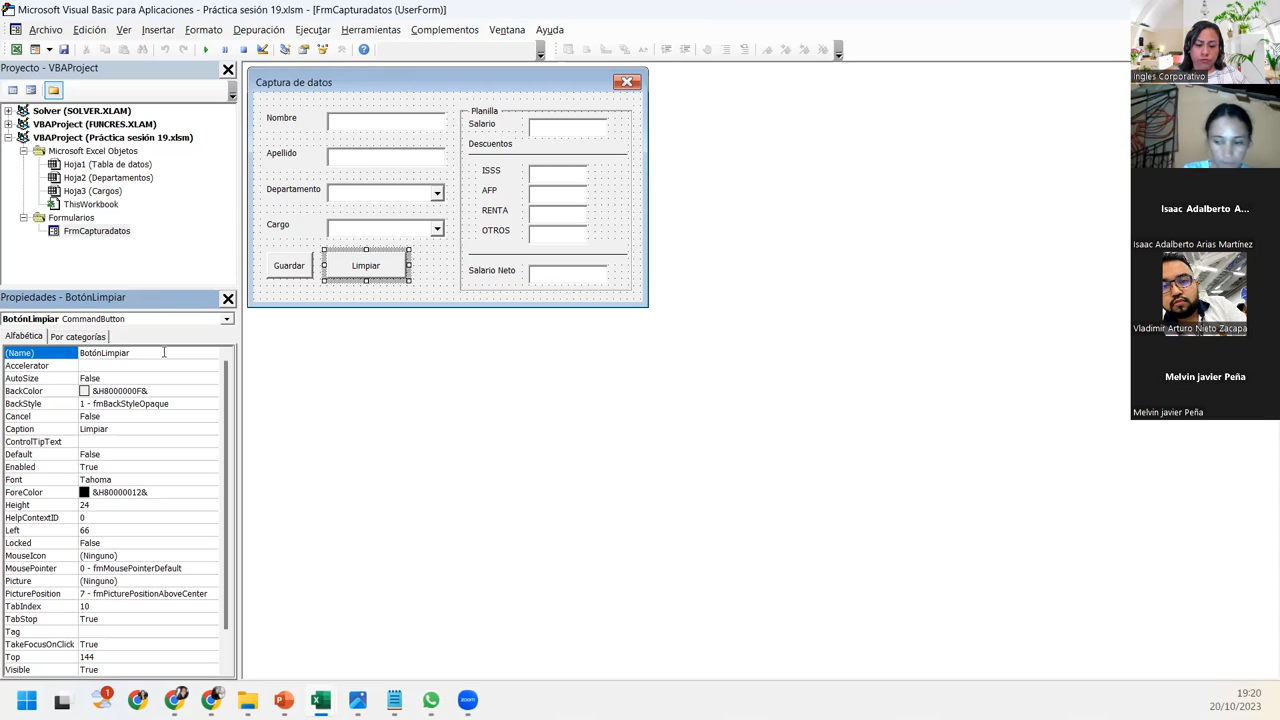 Microsoft Visual Basic para Aplicaciones - Práctica sesión 19.xlsm - [FrmCapturadatos (UserForm)]
Archivo Edición Ver Insertar Formato Depuración Ejecutar Herramientas Complementos Ventana Ayuda
Proyecto - VBAProject
Solver (SOLVER.XLAM)
VBAProject (FUNCRES.XLAM)
VBAProject (Práctica sesión 19.xlsm)
Microsoft Excel Objetos
Hoja1 (Tabla de datos)
Hoja2 (Departamentos)
Hoja3 (Cargos)
ThisWorkbook
Formularios
FrmCapturadatos
Propiedades - BotónLimpiar
BotónLimpiar CommandButton
Alfabética Por categorías
(Name) BotónLimpiar
Accelerator
AutoSize False
BackColor &H8000000F&
BackStyle 1 - fmBackStyleOpaque
Cancel False
Caption Limpiar
ControlTipText
Default False
Enabled True
Font Tahoma
ForeColor &H80000012&
Height 24
HelpContextID 0
Left 66
Locked False
MouseIcon (Ninguno)
MousePointer 0 - fmMousePointerDefault
Picture (Ninguno)
PicturePosition 7 - fmPicturePositionAboveCenter
TabIndex 10
TabStop True
Tag
TakeFocusOnClick True
Top 144
Visible True
Captura de datos
Nombre
Apellido
Departamento
Cargo
Guardar Limpiar
Planilla
Salario
Descuentos
ISSS
AFP
RENTA
OTROS
Salario Neto
Ingles Corporativo
Isaac Adalberto A...
Isaac Adalberto Arias Martínez
Vladimir Arturo Nieto Zacapa
Melvin javier Peña
Melvin javier Peña
1
zoom
19:20
20/10/2023